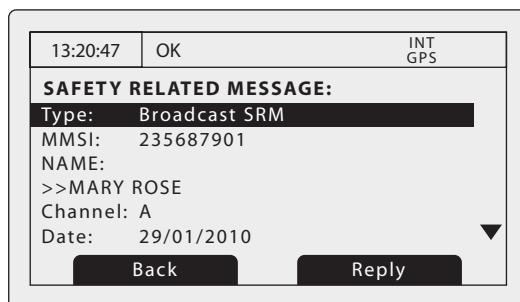 13:20:47 OK INT GPS
SAFETY RELATED MESSAGE:
Type: Broadcast SRM
MMSI: 235687901
NAME:
>>MARY ROSE
Channel: A
Date: 29/01/2010
Back Reply